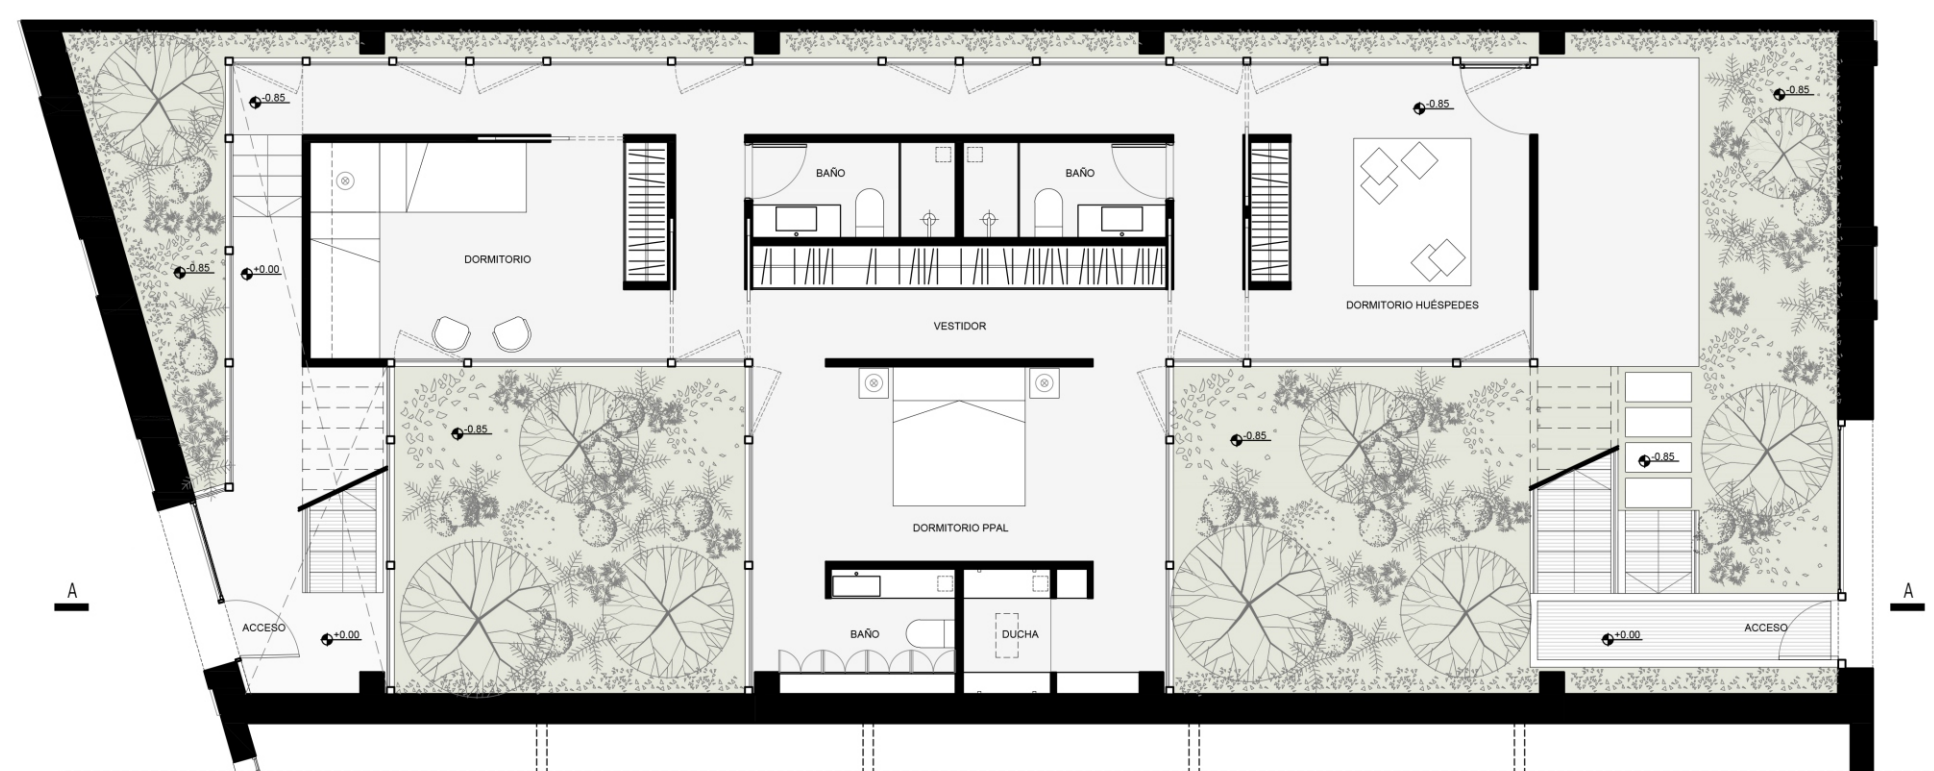 -0.85
-0.85
-0.85
BAÑO
BAÑO
DORMITORIO
-0.85
+0.00
DORMITORIO HUÉSPEDES
VESTIDOR
-0.85
-0.85
-0.85
DORMITORIO PPAL
A
A
ACCESO
+0.00
BAÑO
DUCHA
+0.00
ACCESO